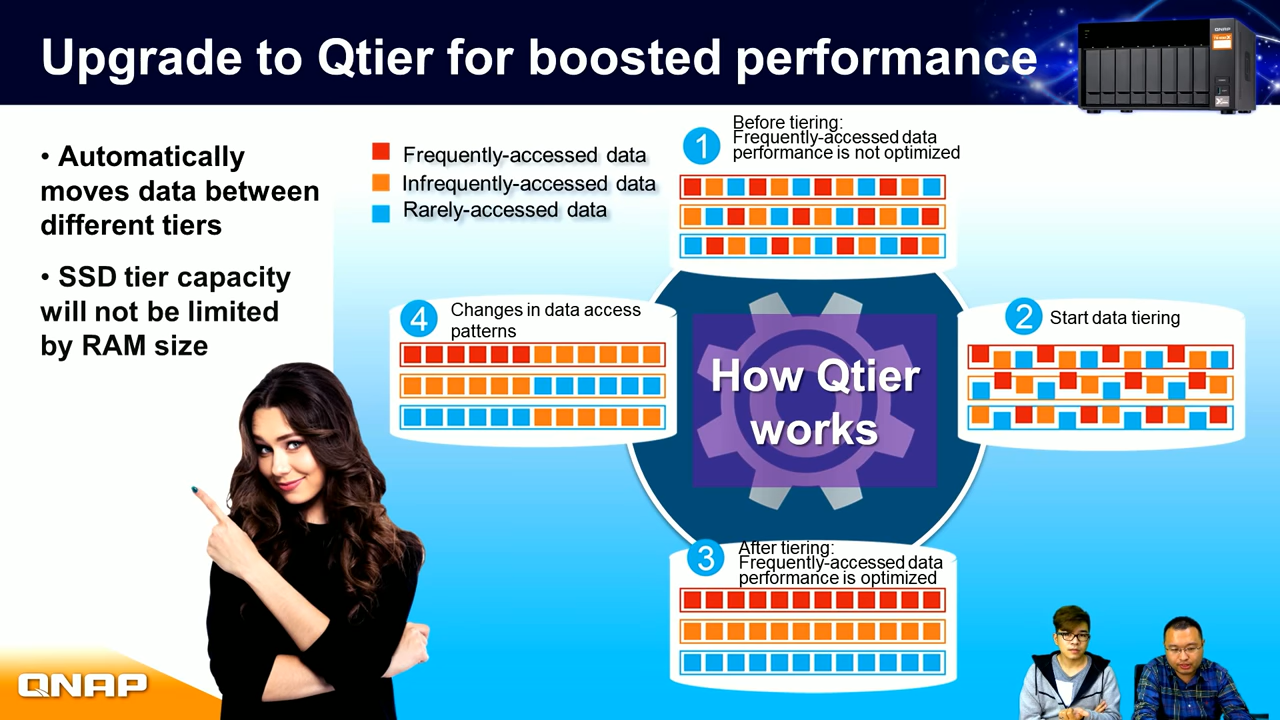 Upgrade to Qtier for boosted performance
• Automatically
moves data between
different tiers
• SSD tier capacity
will not be limited
by RAM size
Frequently-accessed data
Infrequently-accessed data
Rarely-accessed data
1
Before tiering:
Frequently-accessed data
performance is not optimized
2
Start data tiering
4
Changes in data access
patterns
How Qtier
works
3
After tiering:
Frequently-accessed data
performance is optimized
QNAP
QNAP